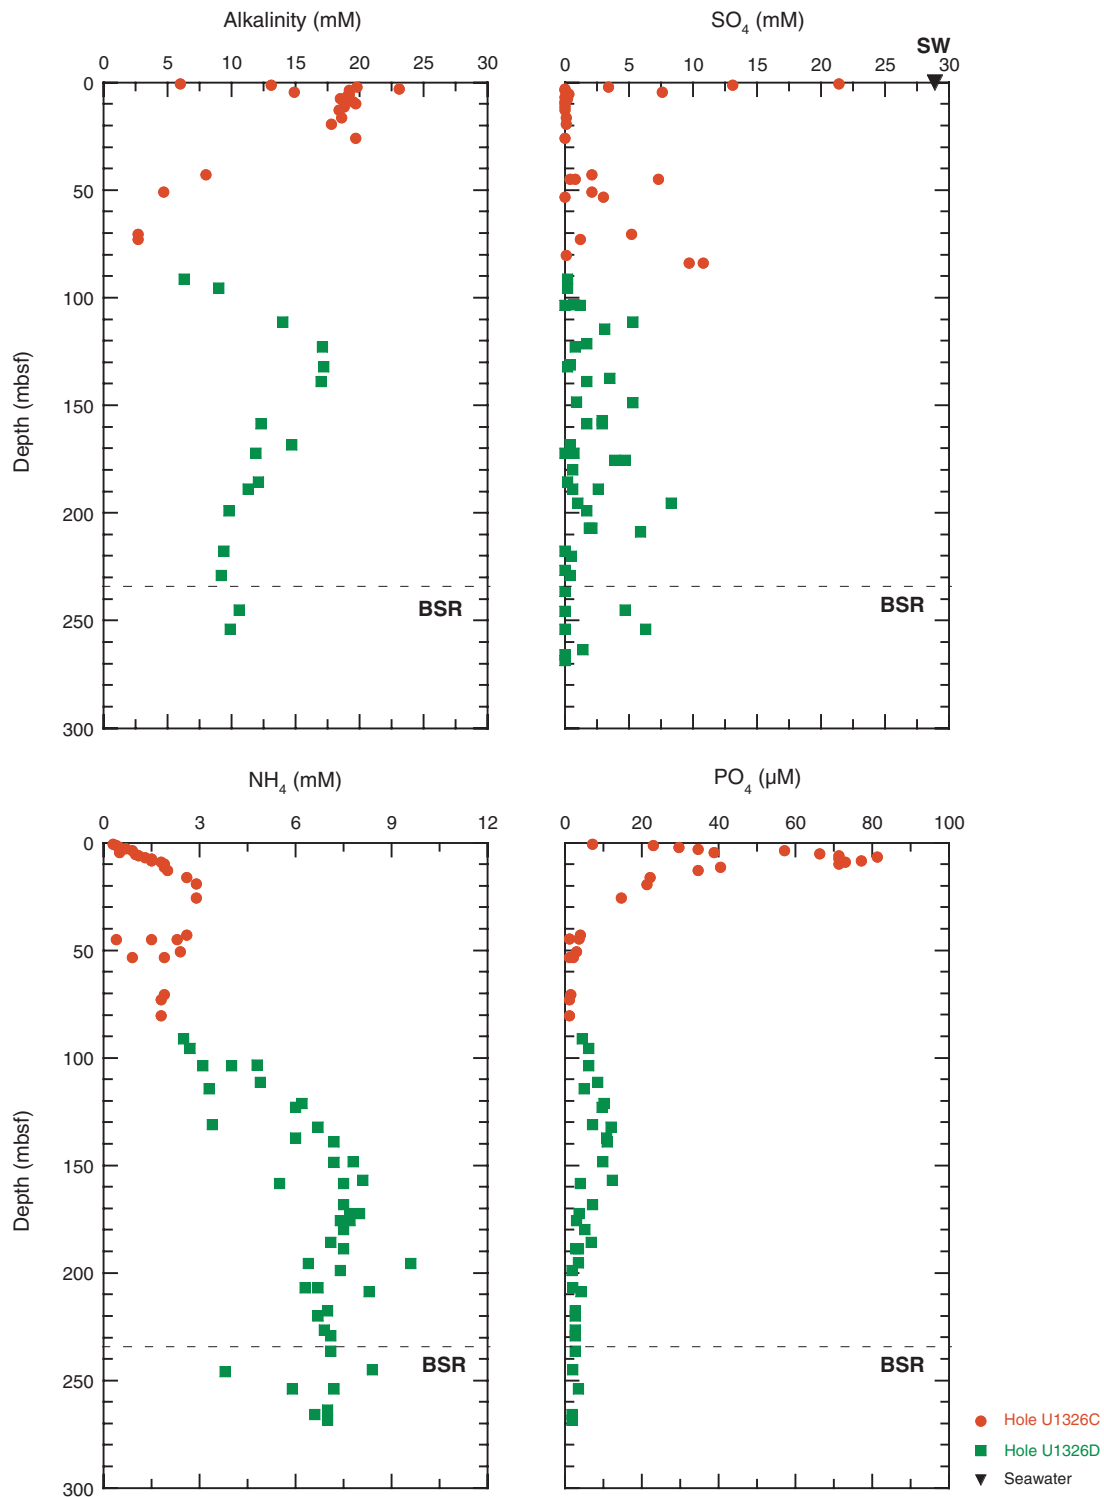 Alkalinity (mM)
0 5 10 15 20 25 30
0
50
100
150
200
250
300
Depth (mbsf)
BSR
SO4 (mM)
SW
0 5 10 15 20 25 30
BSR
NH4 (mM)
0 3 6 9 12
0
50
100
150
200
250
300
Depth (mbsf)
BSR
PO4 (µM)
0 20 40 60 80 100
BSR
Hole U1326C
Hole U1326D
Seawater